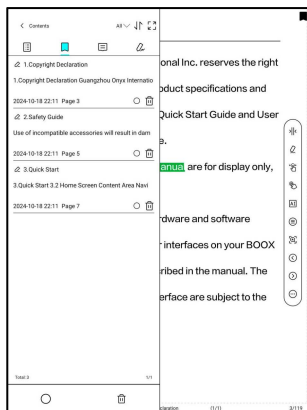 Contents
All
1.Copyright Declaration
1.Copyright Declaration Guangzhou Onyx Internatio
2024-10-18 22:11 Page 3
2.Safety Guide
Use of incompatible accessories will result in dam
2024-10-18 22:11 Page 5
3.Quick Start
3.Quick Start 3.2 Home Screen Content Area Navi
2024-10-18 22:11 Page 7
Total:3
1/1
onal Inc. reserves the right
oduct specifications and
Quick Start Guide and User
e.
anual are for display only,
rdware and software
r interfaces on your BOOX
ribed in the manual. The
erface are subject to the
AI
claration
(1/1)
3/119